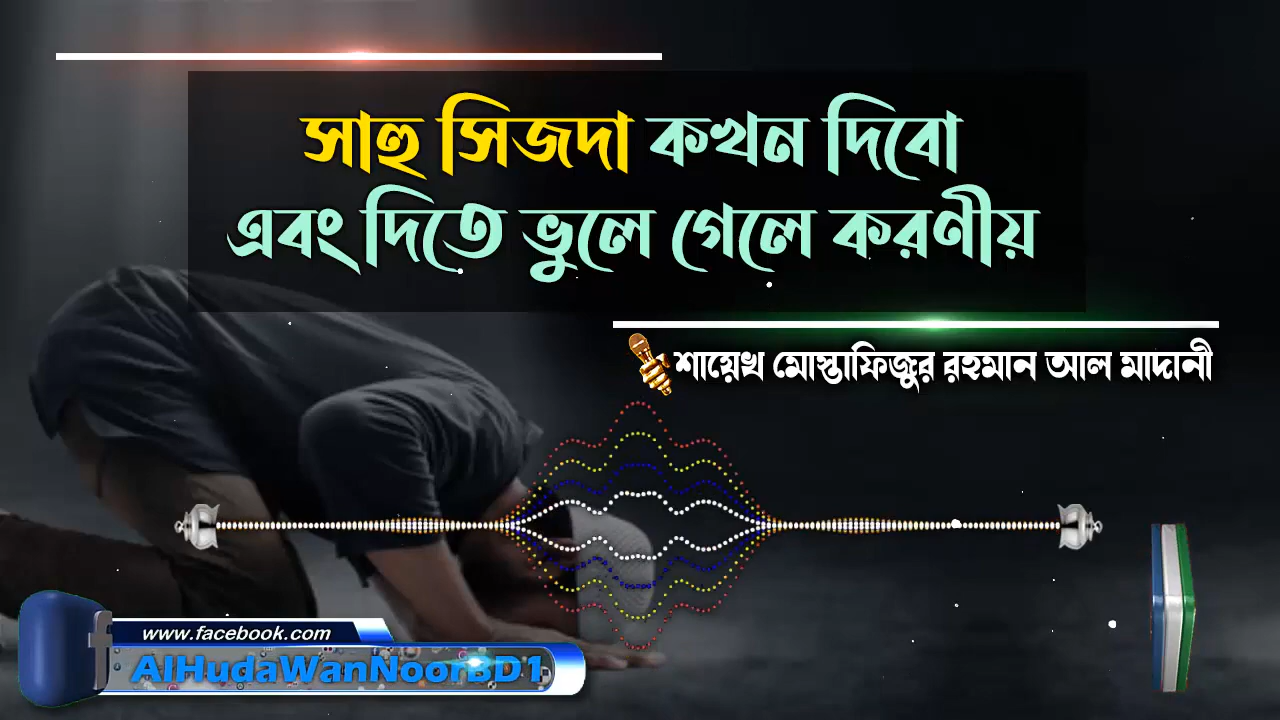 সাহু সিজদা কখন দিবো
এবং দিতে ভুলে গেলে করণীয়
শায়েখ মোস্তাফিজুর রহমান আল মাদানী
www.facebook.com
AlHudaWanNoorBD1